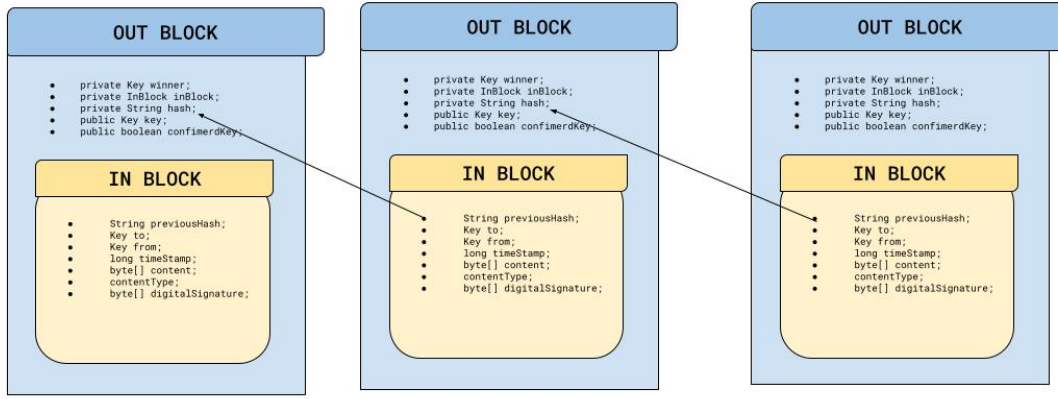 OUT BLOCK
private Key winner;
private InBlock inBlock;
private String hash;
public Key key;
public boolean confimerdKey;
IN BLOCK
String previousHash;
Key to;
Key from;
long timeStamp;
byte[] content;
contentType;
byte[] digitalSignature;
OUT BLOCK
private Key winner;
private InBlock inBlock;
private String hash;
public Key key;
public boolean confimerdKey;
IN BLOCK
String previousHash;
Key to;
Key from;
long timeStamp;
byte[] content;
contentType;
byte[] digitalSignature;
OUT BLOCK
private Key winner;
private InBlock inBlock;
private String hash;
public Key key;
public boolean confimerdKey;
IN BLOCK
String previousHash;
Key to;
Key from;
long timeStamp;
byte[] content;
contentType;
byte[] digitalSignature;